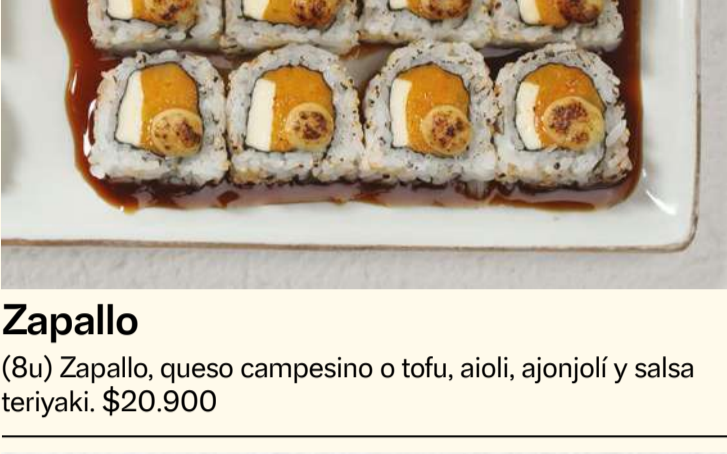 Zapallo
(8u) Zapallo, queso campesino o tofu, aioli, ajonjolí y salsa
teriyaki. $20.900